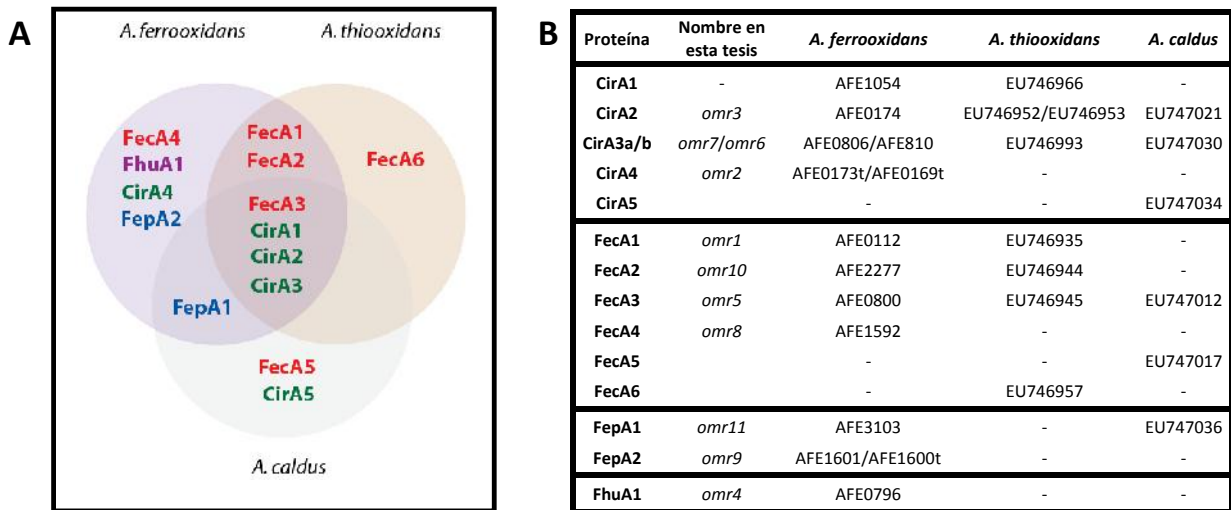 A
A. ferrooxidans
A. thiooxidans
FecA4
FhuA1
CirA4
FepA2
FecA1
FecA2
FecA6
FecA3
CirA1
CirA2
CirA3
FepA1
FecA5
CirA5
A. caldus
B
Proteína Nombre en esta tesis A. ferrooxidans A. thiooxidans A. caldus
CirA1 - AFE1054 EU746966 -
CirA2 omr3 AFE0174 EU746952/EU746953 EU747021
CirA3a/b omr7/omr6 AFE0806/AFE810 EU746993 EU747030
CirA4 omr2 AFE0173t/AFE0169t - -
CirA5 - - EU747034
FecA1 omr1 AFE0112 EU746935 -
FecA2 omr10 AFE2277 EU746944 -
FecA3 omr5 AFE0800 EU746945 EU747012
FecA4 omr8 AFE1592 - -
FecA5 - - EU747017
FecA6 - EU746957 -
FepA1 omr11 AFE3103 - EU747036
FepA2 omr9 AFE1601/AFE1600t - -
FhuA1 omr4 AFE0796 - -